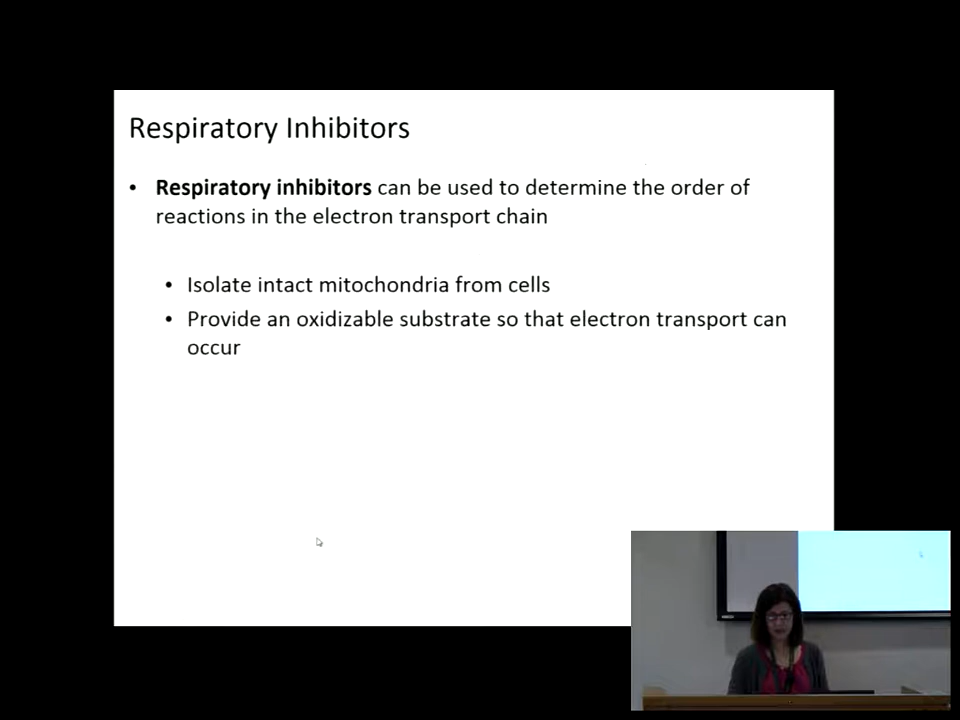 Respiratory Inhibitors
• Respiratory inhibitors can be used to determine the order of
reactions in the electron transport chain
• Isolate intact mitochondria from cells
• Provide an oxidizable substrate so that electron transport can
occur